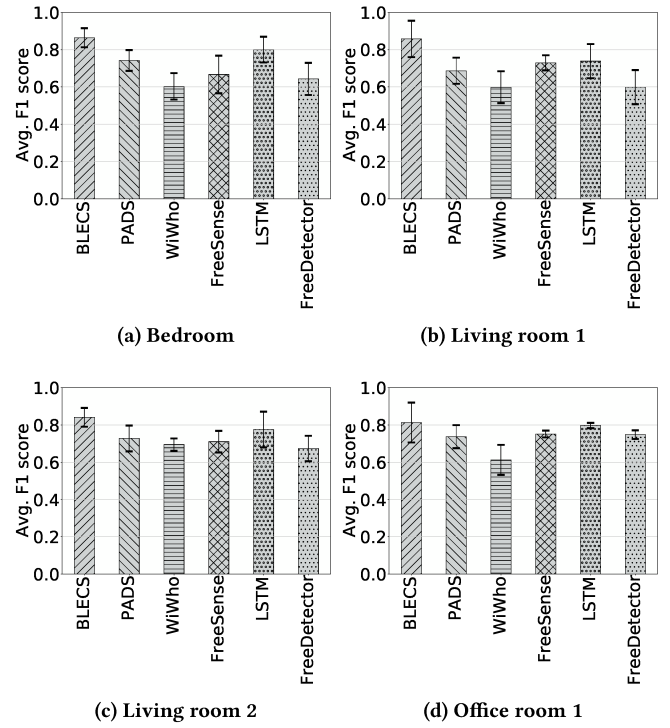 1.0
0.8
0.6
0.4
0.2
0.0
Avg. F1 score
BLECS
PADS
WiWho
FreeSense
LSTM
FreeDetector
(a) Bedroom
1.0
0.8
0.6
0.4
0.2
0.0
Avg. F1 score
BLECS
PADS
WiWho
FreeSense
LSTM
FreeDetector
(b) Living room 1
1.0
0.8
0.6
0.4
0.2
0.0
Avg. F1 score
BLECS
PADS
WiWho
FreeSense
LSTM
FreeDetector
(c) Living room 2
1.0
0.8
0.6
0.4
0.2
0.0
Avg. F1 score
BLECS
PADS
WiWho
FreeSense
LSTM
FreeDetector
(d) Office room 1